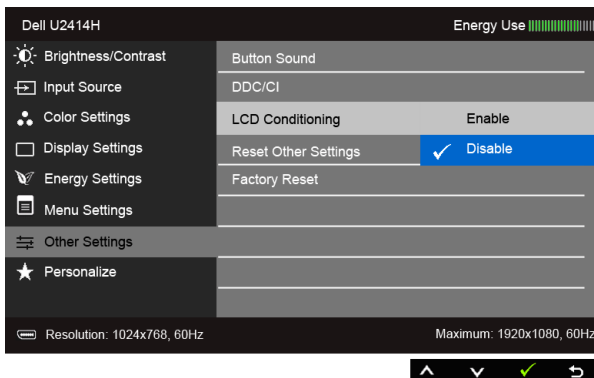 Dell U2414H Energy Use
Brightness/Contrast Button Sound
Input Source DDC/CI
Color Settings LCD Conditioning Enable
Display Settings Reset Other Settings Disable
Energy Settings Factory Reset
Menu Settings
Other Settings
Personalize
Resolution: 1024x768, 60Hz Maximum: 1920x1080, 60Hz